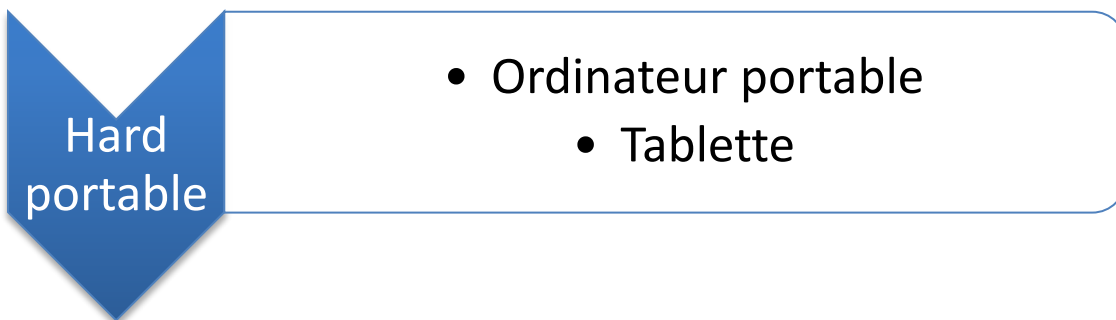 Hard
portable
• Ordinateur portable
• Tablette